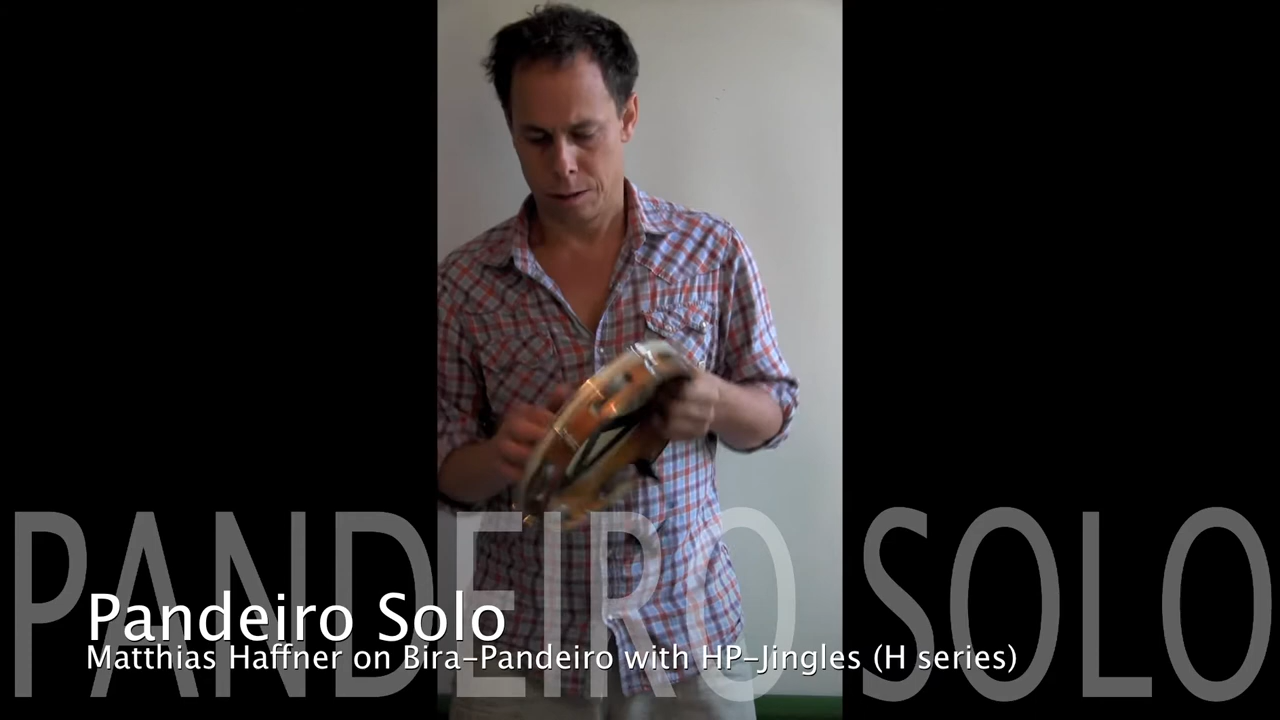 PANDEIRO SOLO
Pandeiro Solo
Matthias Haffner on Bira-Pandeiro with HP-Jingles (H series)